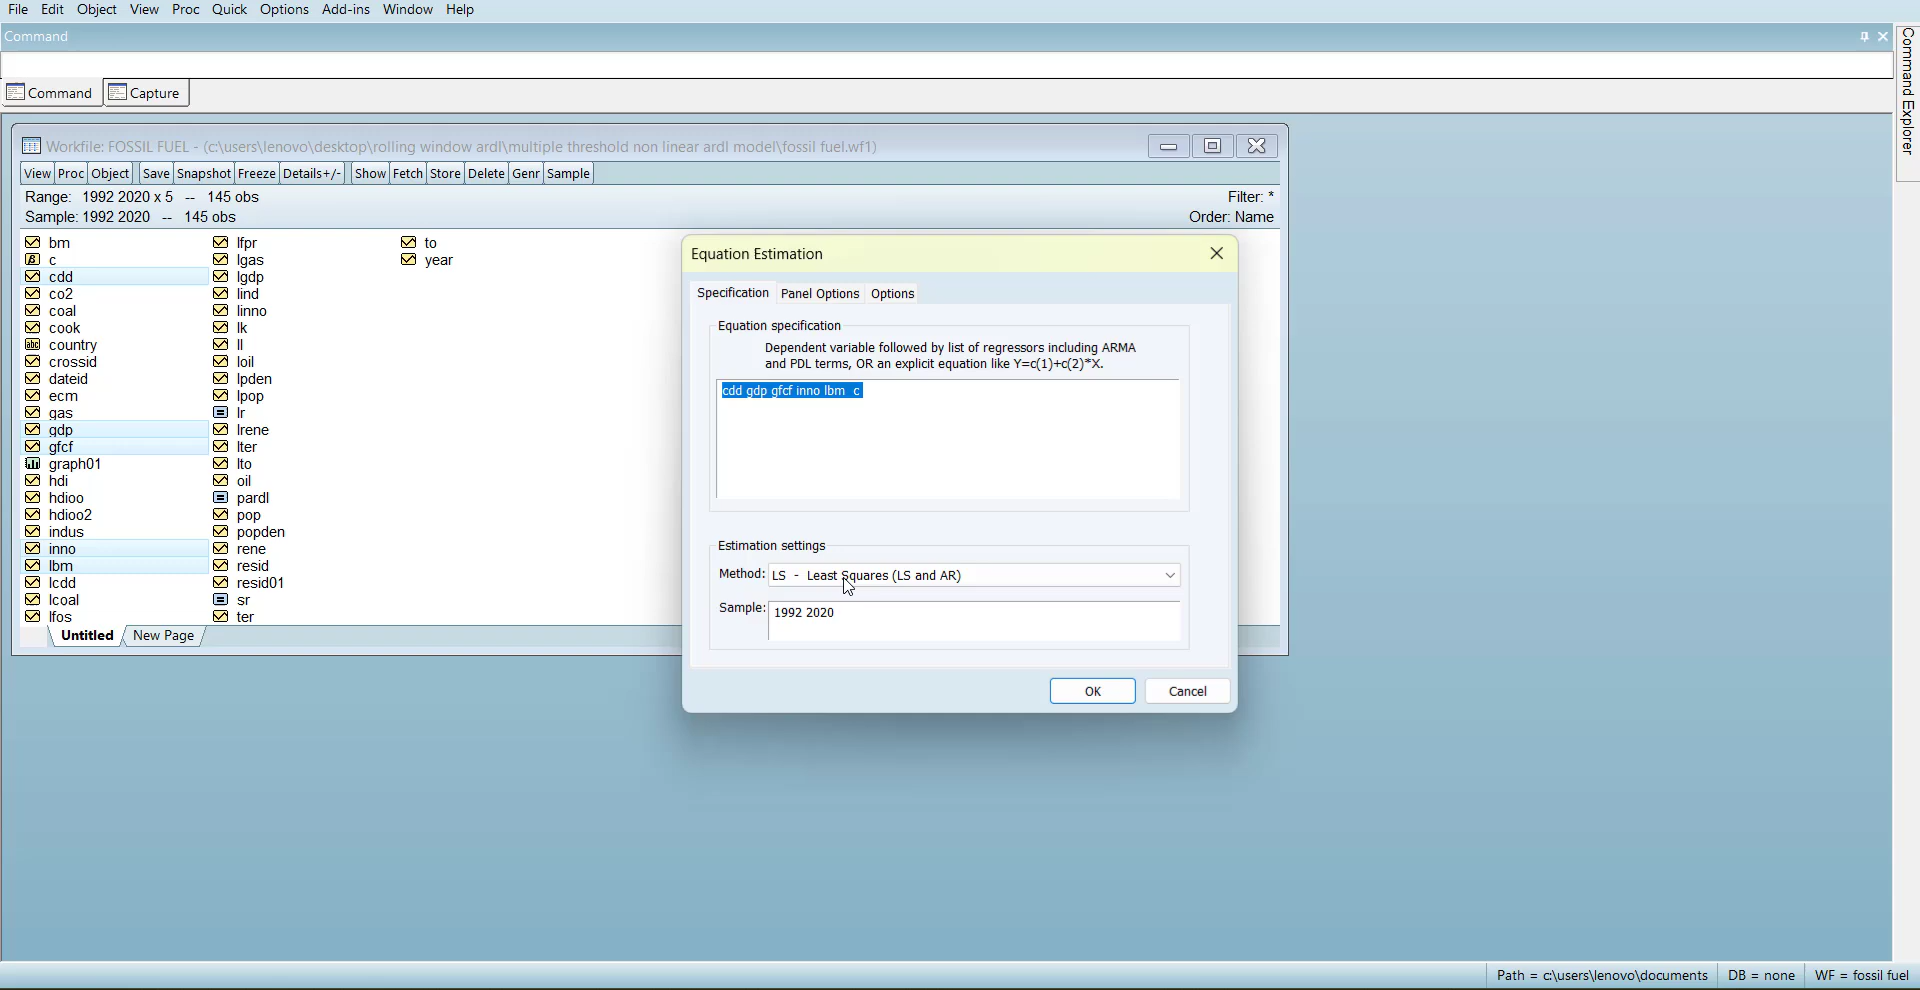 File Edit Object View Proc Quick Options Add-ins Window Help
Command
Command Capture
Command Explorer
Workfile: FOSSIL FUEL - (c:\users\lenovo\desktop\rolling window ardl\multiple threshold non linear ardl model\fossil fuel.wf1)
View Proc Object Save Snapshot Freeze Details+/- Show Fetch Store Delete Genr Sample
Range: 1992 2020 x 5 -- 145 obs
Filter: *
Sample: 1992 2020 -- 145 obs
Order: Name
bm
c
cdd
co2
coal
cook
country
crossid
dateid
ecm
gas
gdp
gfcf
graph01
hdi
hdioo
hdioo2
indus
inno
lbm
lcdd
lcoal
lfos
lfpr
lgas
lgdp
lind
linno
lk
ll
loil
lpden
lpop
lr
lrene
lter
lto
oil
pardl
pop
popden
rene
resid
resid01
sr
ter
to
year
Untitled New Page
Equation Estimation
Specification Panel Options Options
Equation specification
Dependent variable followed by list of regressors including ARMA
and PDL terms, OR an explicit equation like Y=c(1)+c(2)*X.
cdd gdp gfcf inno lbm c
Estimation settings
Method: LS - Least Squares (LS and AR)
Sample: 1992 2020
OK Cancel
Path = c:\users\lenovo\documents DB = none WF = fossil fuel